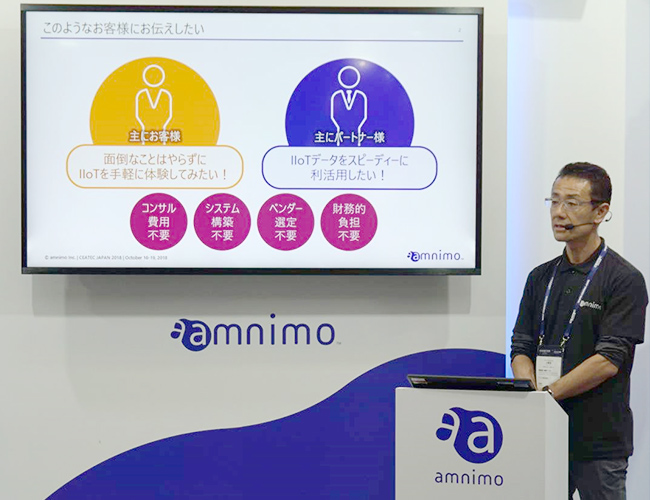 このようなお客様にお伝えしたい
主にお客様
面倒なことはやらずに
IIoTを手軽に体験してみたい！
主にパートナー様
IIoTデータをスピーディーに
利活用したい！
コンサル
費用
不要
システム
構築
不要
ベンダー
選定
不要
財務的
負担
不要
amnimo
amnimo
amnimo
a
amnimo